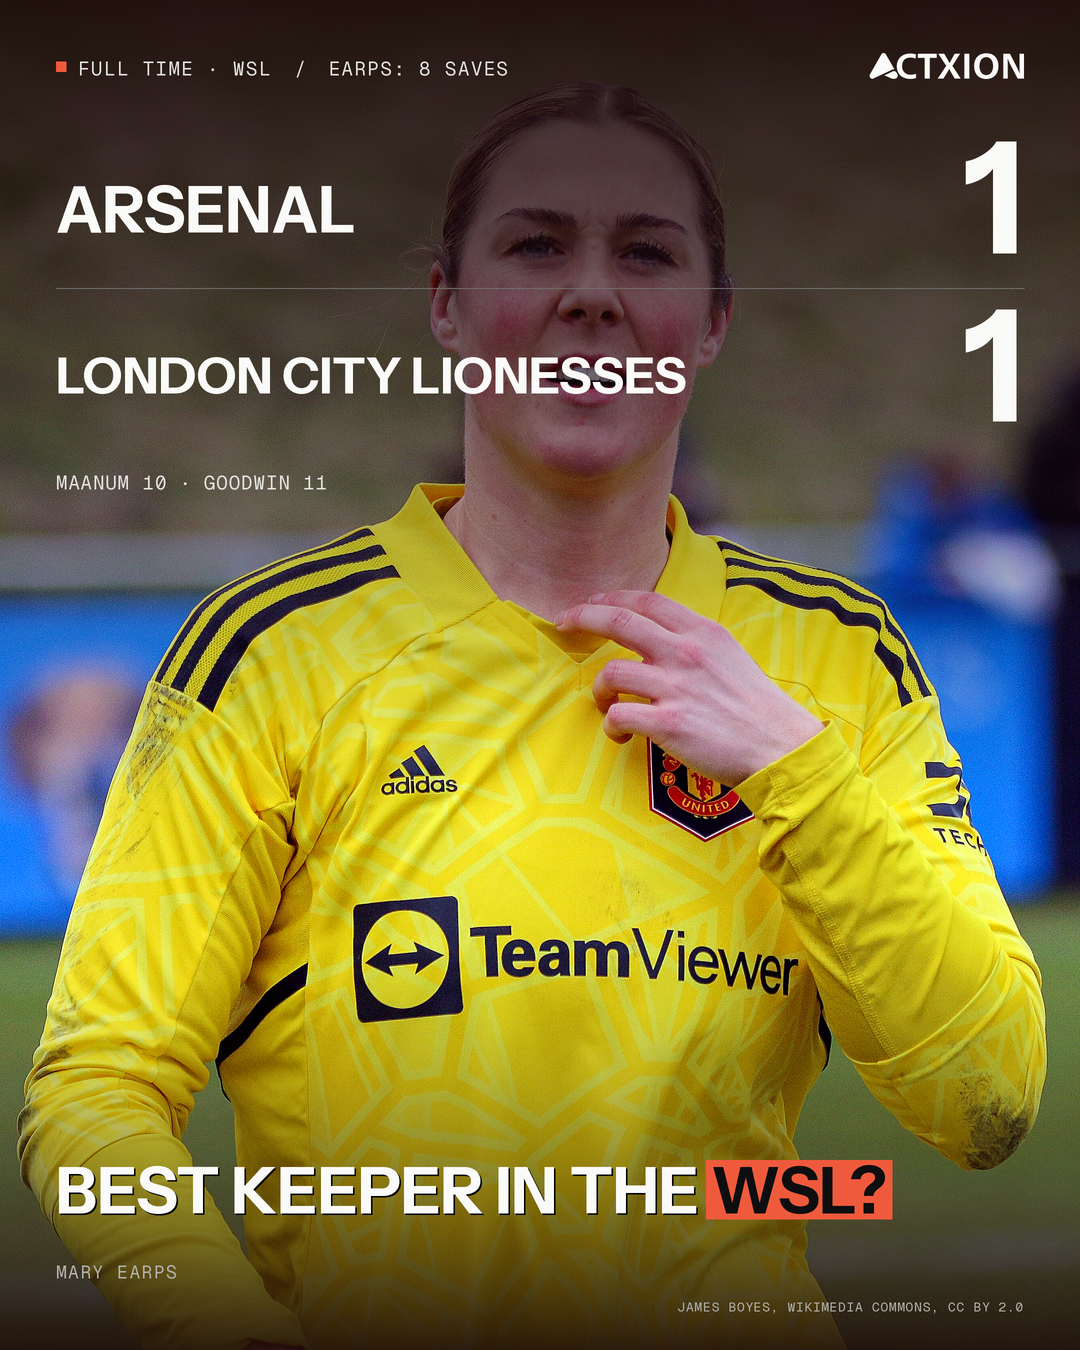 FULL TIME · WSL / EARPS: 8 SAVES
ACTXION
ARSENAL 1
LONDON CITY LIONESSES 1
MAANUM 10 · GOODWIN 11
adidas
UNITED
TECH
TeamViewer
BEST KEEPER IN THE WSL?
MARY EARPS
JAMES BOYES, WIKIMEDIA COMMONS, CC BY 2.0